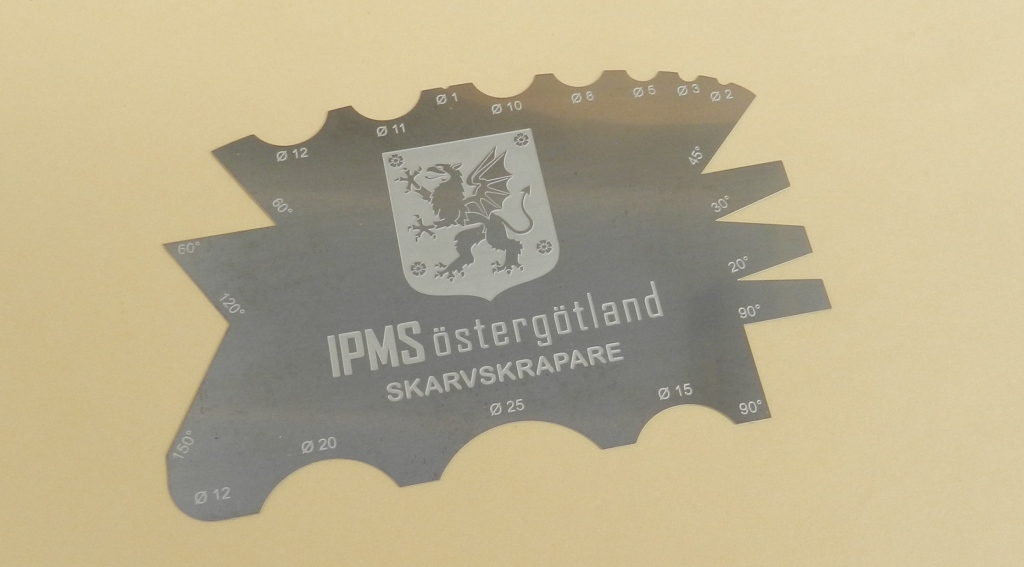 Ø 12
Ø 11
Ø 1
Ø 10
Ø 8
Ø 5
Ø 3
Ø 2
45°
30°
20°
90°
90°
60°
60°
120°
150°
IPMS östergötland
SKARVSKRAPARE
Ø 12
Ø 20
Ø 25
Ø 15